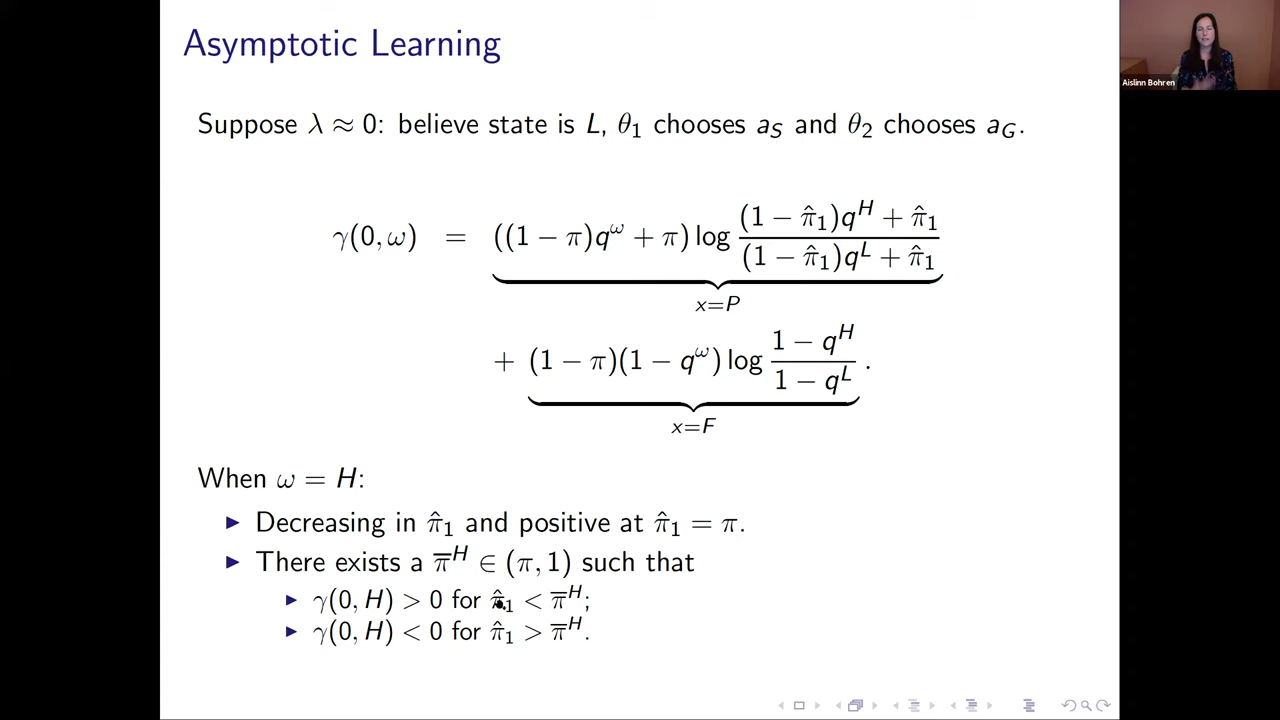 Asymptotic Learning
Aislinn Bohren
Suppose λ ≈ 0: believe state is L, θ₁ chooses a_S and θ₂ chooses a_G.
γ(0, ω) = ((1 − π)q^ω + π) log \frac{(1 − π̂₁)q^H + π̂₁}{(1 − π̂₁)q^L + π̂₁}
x=P
+ (1 − π)(1 − q^ω) log \frac{1 − q^H}{1 − q^L} .
x=F
When ω = H:
▶ Decreasing in π̂₁ and positive at π̂₁ = π.
▶ There exists a π̅^H ∈ (π, 1) such that
▶ γ(0, H) > 0 for π̂₁ < π̅^H;
▶ γ(0, H) < 0 for π̂₁ > π̅^H.